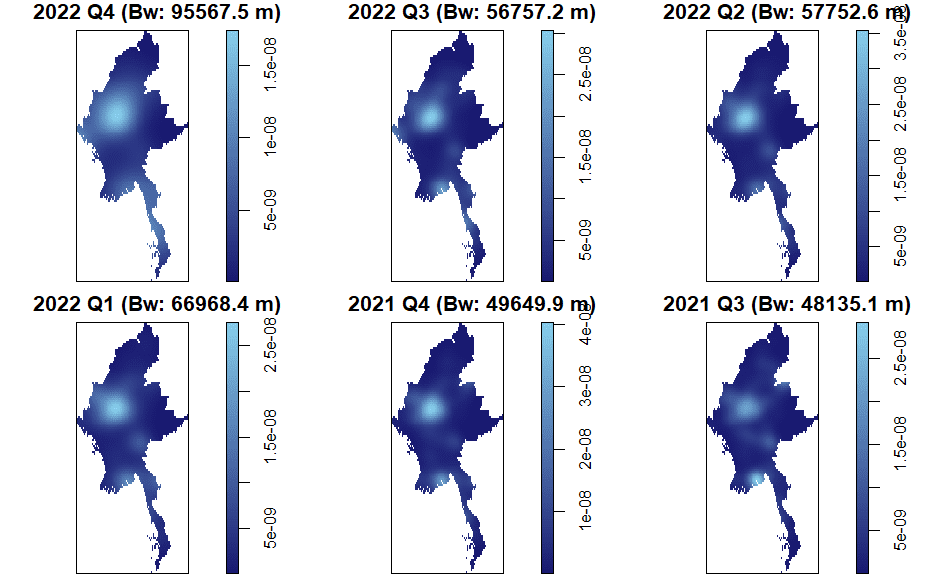 2022 Q4 (Bw: 95567.5 m)
5e-09
1e-08
1.5e-08
2022 Q3 (Bw: 56757.2 m)
5e-09
1.5e-08
2.5e-08
2022 Q2 (Bw: 57752.6 m)
5e-09
1.5e-08
2.5e-08
3.5e-08
2022 Q1 (Bw: 66968.4 m)
5e-09
1.5e-08
2.5e-08
2021 Q4 (Bw: 49649.9 m)
1e-08
2e-08
3e-08
4e-08
2021 Q3 (Bw: 48135.1 m)
5e-09
1.5e-08
2.5e-08